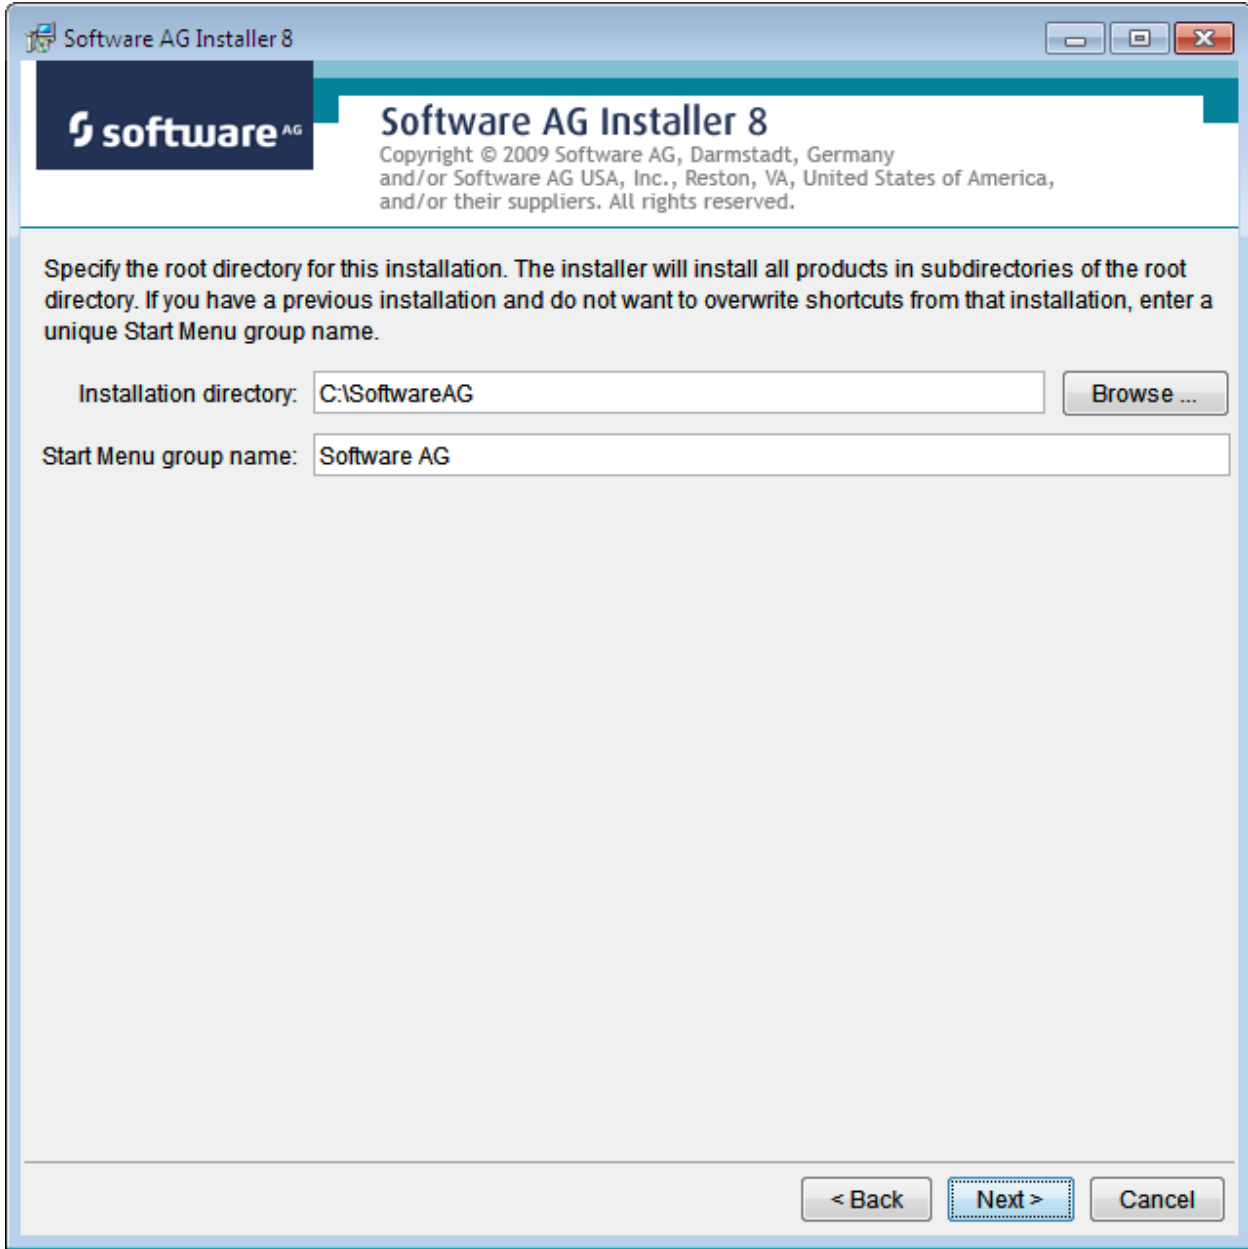 Software AG Installer 8
software AG
Software AG Installer 8
Copyright © 2009 Software AG, Darmstadt, Germany
and/or Software AG USA, Inc., Reston, VA, United States of America,
and/or their suppliers. All rights reserved.
Specify the root directory for this installation. The installer will install all products in subdirectories of the root
directory. If you have a previous installation and do not want to overwrite shortcuts from that installation, enter a
unique Start Menu group name.
Installation directory: C:\SoftwareAG Browse ...
Start Menu group name: Software AG
< Back Next > Cancel